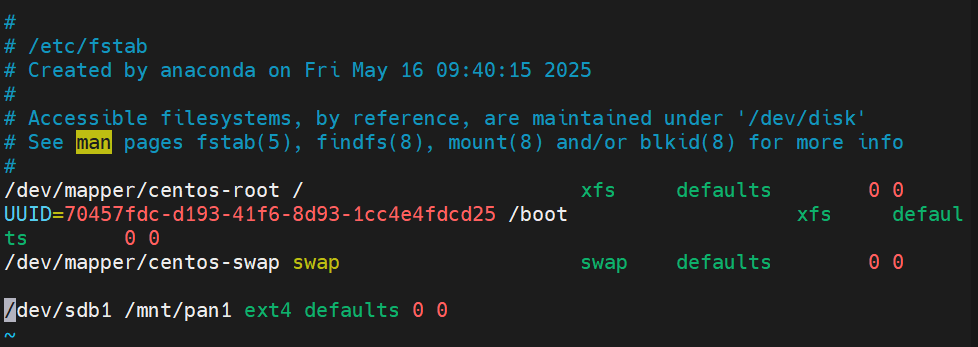 #
# /etc/fstab
# Created by anaconda on Fri May 16 09:40:15 2025
#
# Accessible filesystems, by reference, are maintained under '/dev/disk'
# See man pages fstab(5), findfs(8), mount(8) and/or blkid(8) for more info
#
/dev/mapper/centos-root / xfs defaults 0 0
UUID=70457fdc-d193-41f6-8d93-1cc4e4fdcd25 /boot xfs defaul
ts 0 0
/dev/mapper/centos-swap swap swap defaults 0 0
/dev/sdb1 /mnt/pan1 ext4 defaults 0 0
~